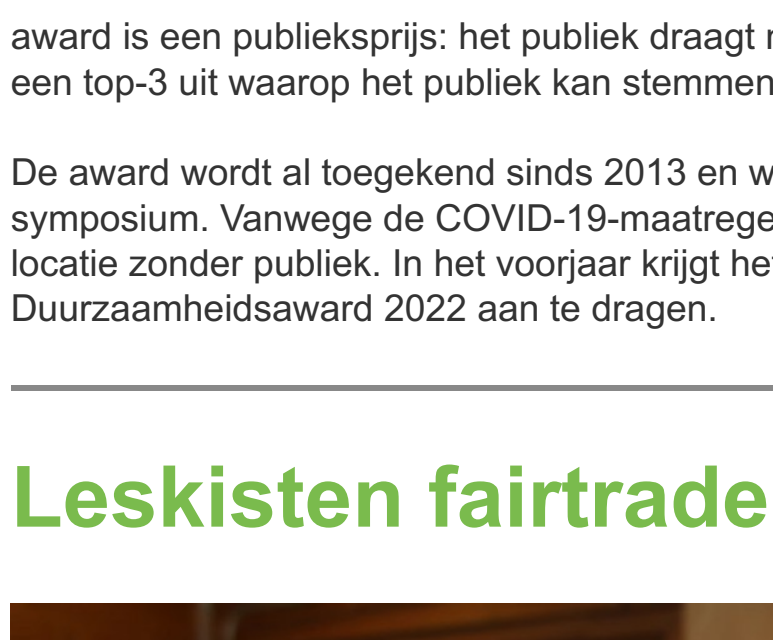 award is een publieksprijs: het publiek draagt
een top-3 uit waarop het publiek kan stemmen
De award wordt al toegekend sinds 2013 en
symposium. Vanwege de COVID-19-maatrege
locatie zonder publiek. In het voorjaar krijgt het
Duurzaamheidsaward 2022 aan te dragen.
Leskisten fairtrade